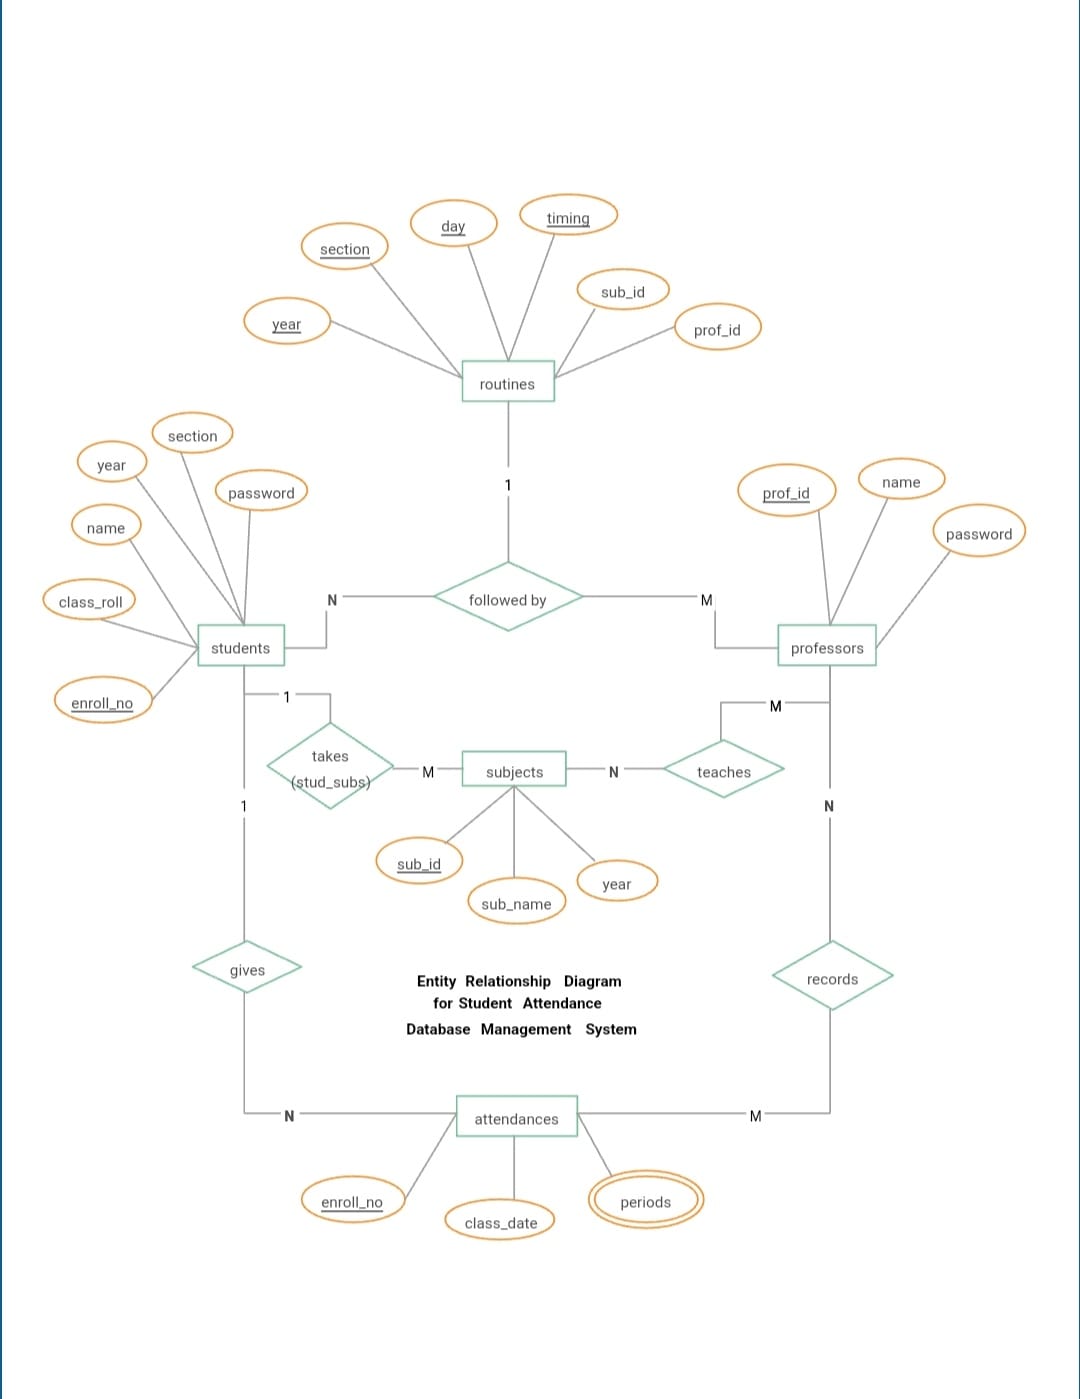 timing
day
section
sub_id
year
prof_id
routines
section
year
password
name
class_roll
enroll_no
students
1
prof_id
name
password
N
followed by
M
professors
1
takes
(stud_subs)
M
subjects
N
teaches
M
1
N
sub_id
sub_name
year
gives
records
Entity Relationship Diagram
for Student Attendance
Database Management System
N
attendances
M
enroll_no
class_date
periods